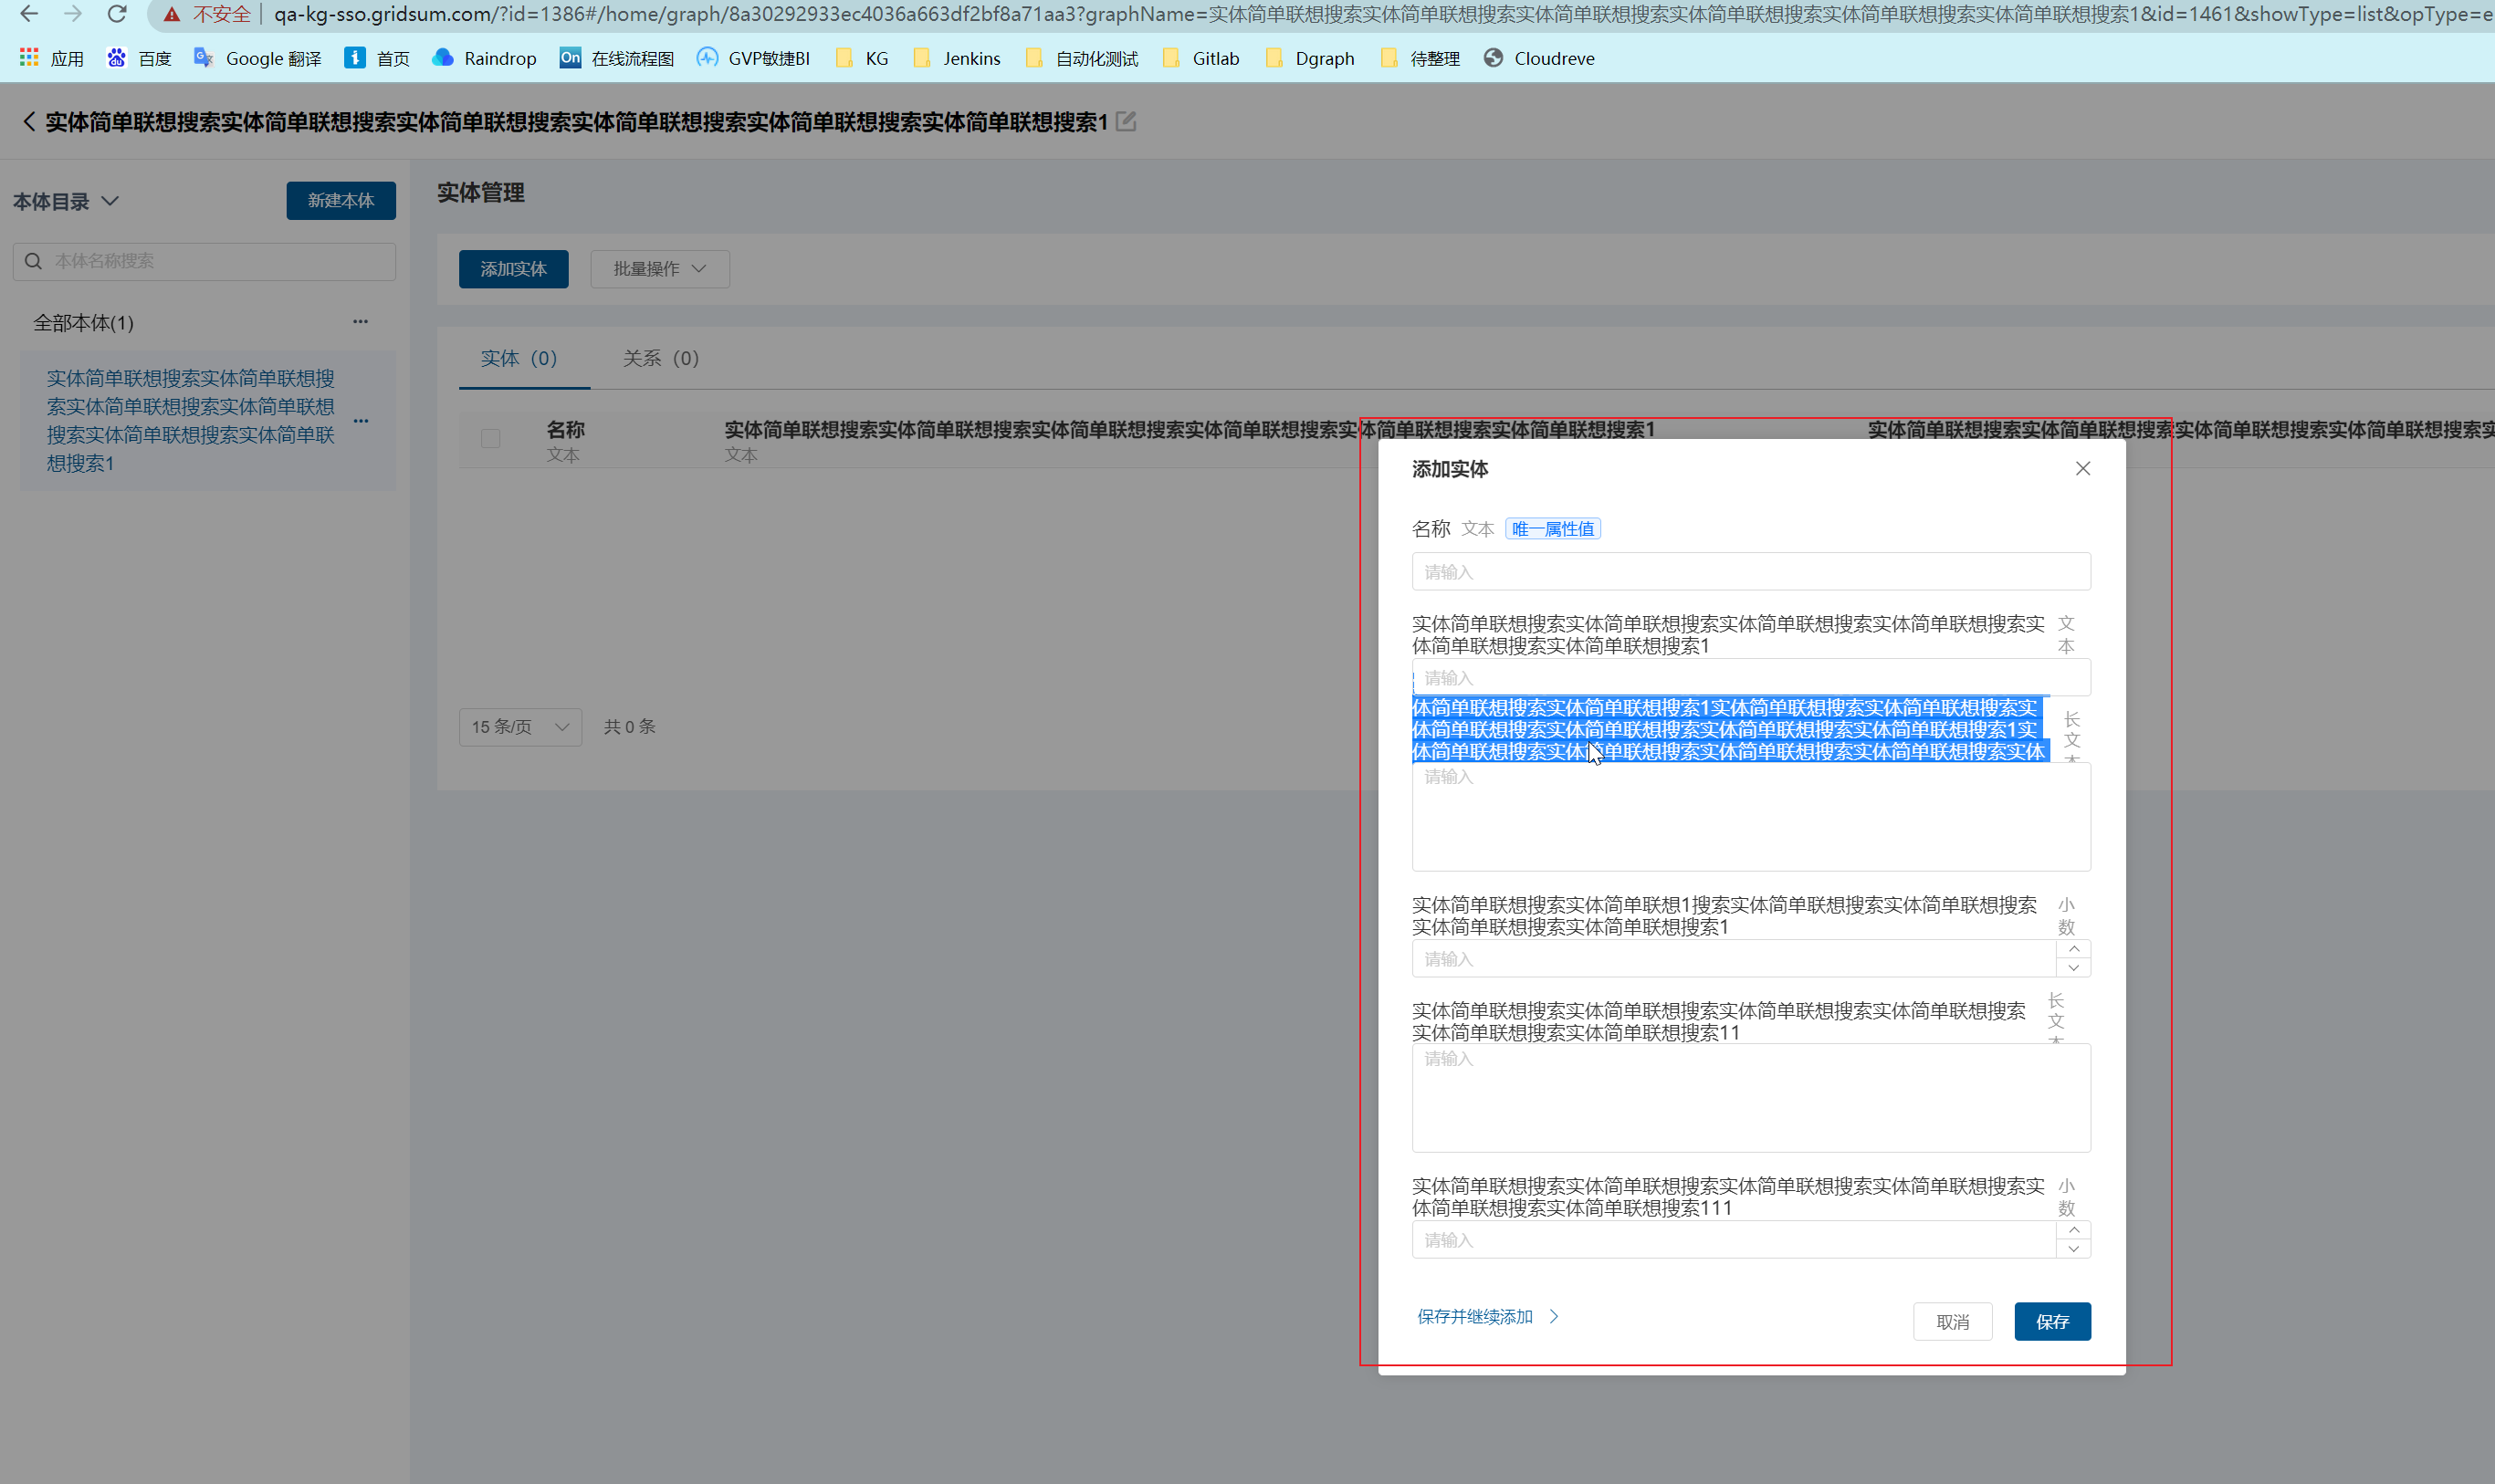 不安全 qa-kg-sso.gridsum.com/?id=1386#/home/graph/8a30292933ec4036a663df2bf8a71aa3?graphName=实体简单联想搜索实体简单联想搜索实体简单联想搜索实体简单联想搜索实体简单联想搜索实体简单联想搜索1&id=1461&showType=list&opType=e
应用 百度 Google 翻译 首页 Raindrop On 在线流程图 GVP敏捷BI KG Jenkins 自动化测试 Gitlab Dgraph 待整理 Cloudreve
实体简单联想搜索实体简单联想搜索实体简单联想搜索实体简单联想搜索实体简单联想搜索实体简单联想搜索1
本体目录 新建本体
本体名称搜索
全部本体(1)
实体简单联想搜索实体简单联想搜
索实体简单联想搜索实体简单联想
搜索实体简单联想搜索实体简单联
想搜索1
实体管理
添加实体 批量操作
实体（0） 关系（0）
名称 实体简单联想搜索实体简单联想搜索实体简单联想搜索实体简单联想搜索实体简单联想搜索实体简单联想搜索1 实体简单联想搜索实体简单联想搜索实体简单联想搜索实体简单联想搜索实
文本 文本
15 条/页 共 0 条
添加实体
名称 文本 唯一属性值
请输入
实体简单联想搜索实体简单联想搜索实体简单联想搜索实体简单联想搜索实 文
体简单联想搜索实体简单联想搜索1 本
请输入
体简单联想搜索实体简单联想搜索1实体简单联想搜索实体简单联想搜索实 长
体简单联想搜索实体简单联想搜索实体简单联想搜索实体简单联想搜索1实 文
体简单联想搜索实体简单联想搜索实体简单联想搜索实体简单联想搜索实体
请输入
实体简单联想搜索实体简单联想1搜索实体简单联想搜索实体简单联想搜索 小
实体简单联想搜索实体简单联想搜索1 数
请输入
实体简单联想搜索实体简单联想搜索实体简单联想搜索实体简单联想搜索 长
实体简单联想搜索实体简单联想搜索11 文
请输入
实体简单联想搜索实体简单联想搜索实体简单联想搜索实体简单联想搜索实 小
体简单联想搜索实体简单联想搜索111 数
请输入
保存并继续添加 取消 保存